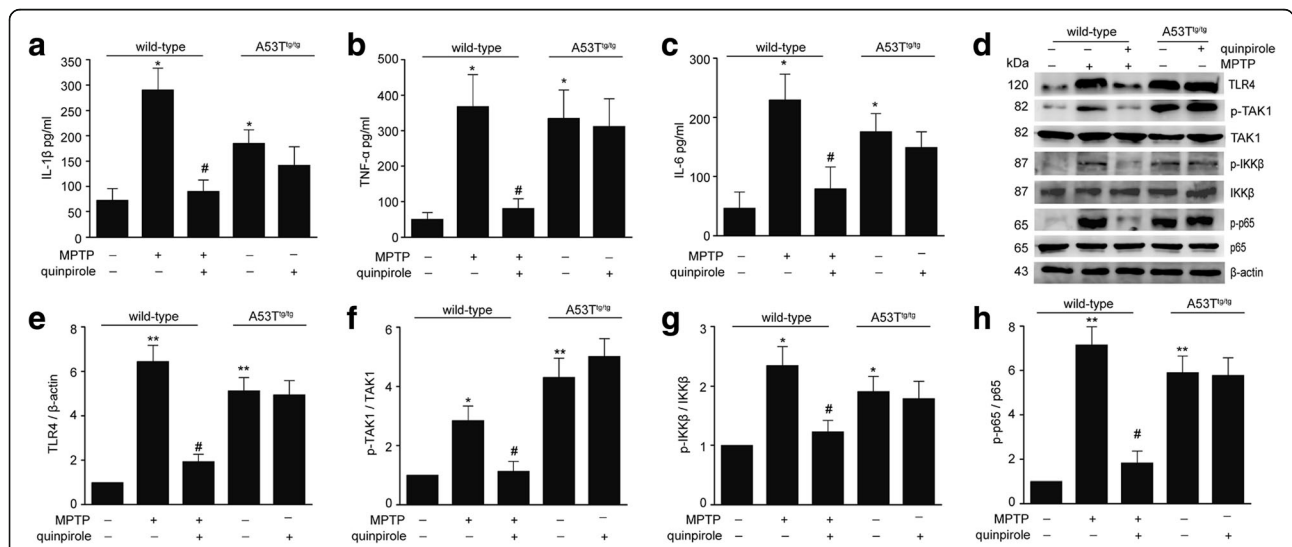 a
wild-type A53T^tg/tg
IL-1β pg/ml
350
300
250
200
150
100
50
0
* # *
MPTP – + + – –
quinpirole – – + – +
b
wild-type A53T^tg/tg
TNF-α pg/ml
500
400
300
200
100
0
* # *
MPTP – + + – –
quinpirole – – + – +
c
wild-type A53T^tg/tg
IL-6 pg/ml
300
200
100
0
* # *
MPTP – + + – –
quinpirole – – + – +
d
wild-type A53T^tg/tg
– – + – + quinpirole
– + + – – MPTP
kDa
120 TLR4
82 p-TAK1
82 TAK1
87 p-IKKβ
87 IKKβ
65 p-p65
65 p65
43 β-actin
e
wild-type A53T^tg/tg
TLR4 / β-actin
8
6
4
2
0
** # **
MPTP – + + – –
quinpirole – – + – +
f
wild-type A53T^tg/tg
p-TAK1 / TAK1
6
4
2
0
* # **
MPTP – + + – –
quinpirole – – + – +
g
wild-type A53T^tg/tg
p-IKKβ / IKKβ
3
2
1
0
* # *
MPTP – + + – –
quinpirole – – + – +
h
wild-type A53T^tg/tg
p-p65 / p65
8
6
4
2
0
** # **
MPTP – + + – –
quinpirole – – + – +